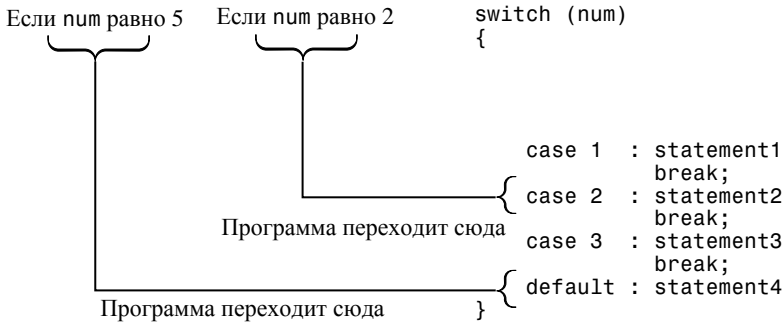 Если num равно 5 Если num равно 2 switch (num)
{
case 1 : statement1
break;
case 2 : statement2
break;
Программа переходит сюда
case 3 : statement3
break;
default : statement4
Программа переходит сюда
}